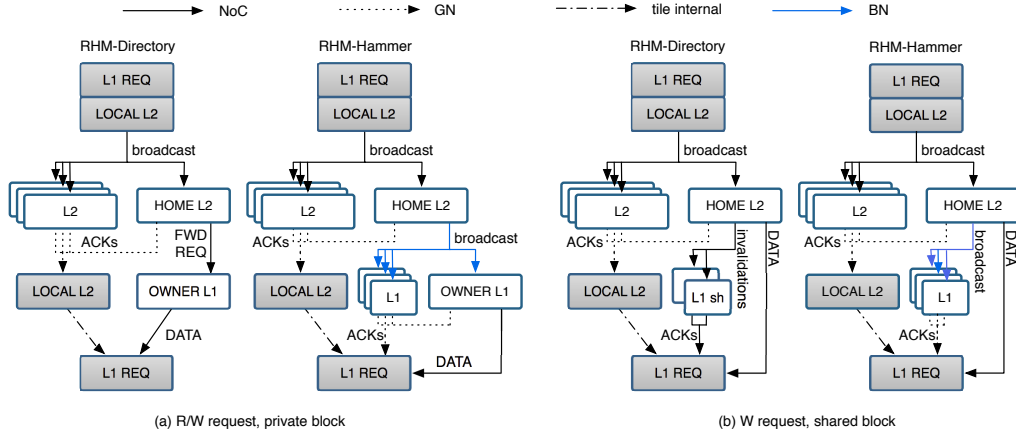 NoC
GN
tile internal
BN
RHM-Directory
RHM-Hammer
L1 REQ
LOCAL L2
broadcast
L2
HOME L2
ACKs
FWD
REQ
LOCAL L2
OWNER L1
DATA
L1 REQ
L1 REQ
LOCAL L2
broadcast
L2
HOME L2
ACKs
broadcast
LOCAL L2
L1
OWNER L1
ACKs
DATA
L1 REQ
(a) R/W request, private block
RHM-Directory
RHM-Hammer
L1 REQ
LOCAL L2
broadcast
L2
HOME L2
ACKs
invalidations
DATA
LOCAL L2
L1 sh
ACKs
L1 REQ
L1 REQ
LOCAL L2
broadcast
L2
HOME L2
ACKs
broadcast
DATA
LOCAL L2
L1
ACKs
L1 REQ
(b) W request, shared block